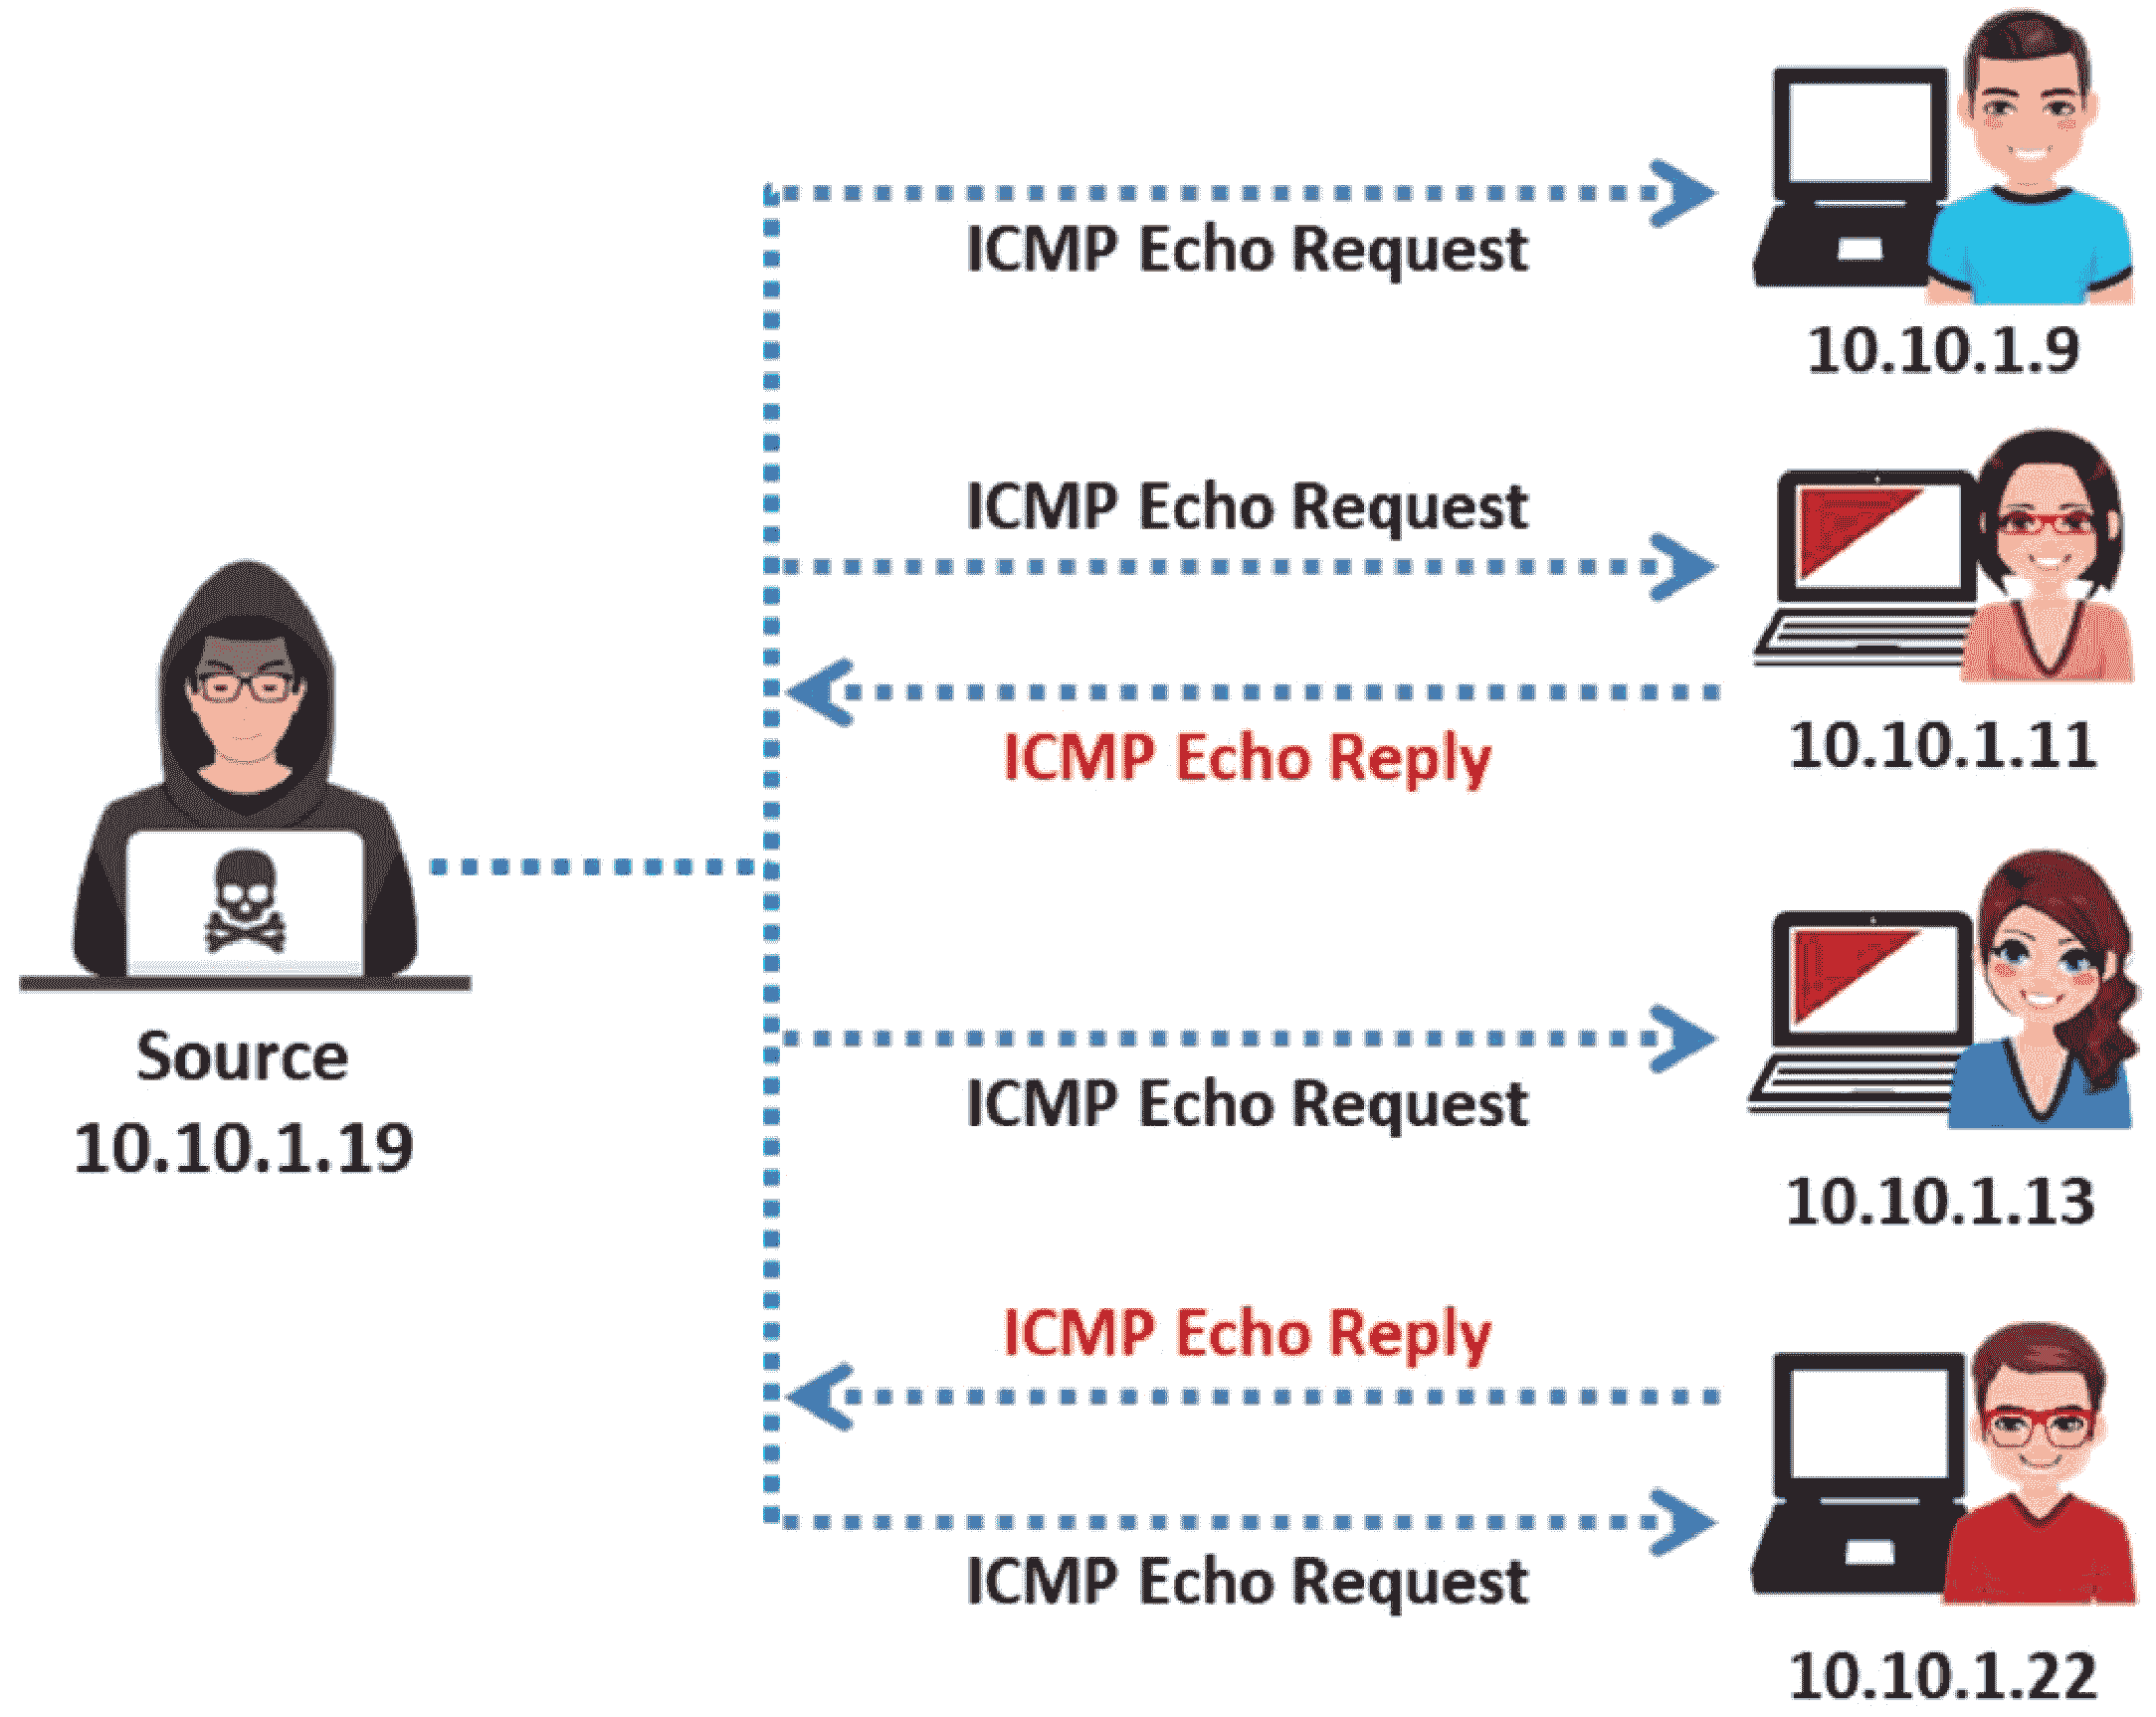 ICMP Echo Request
10.10.1.9
ICMP Echo Request
ICMP Echo Reply
10.10.1.11
Source
10.10.1.19
ICMP Echo Request
10.10.1.13
ICMP Echo Reply
ICMP Echo Request
10.10.1.22